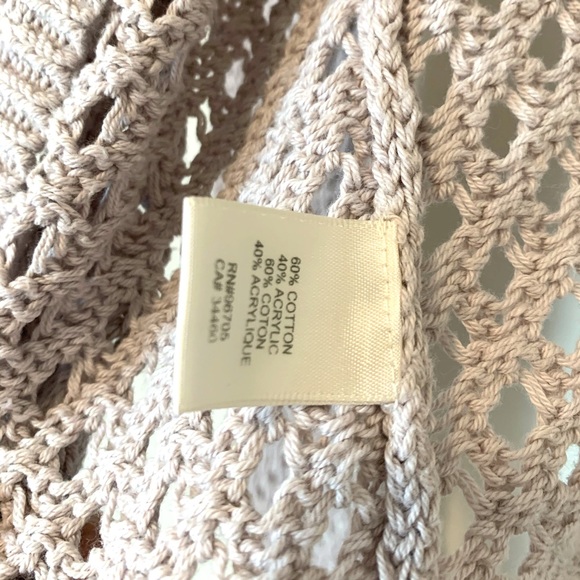 60% COTTON
40% ACRYLIC
60% COTON
40% ACRYLIQUE
RN#96705
CA# 34460